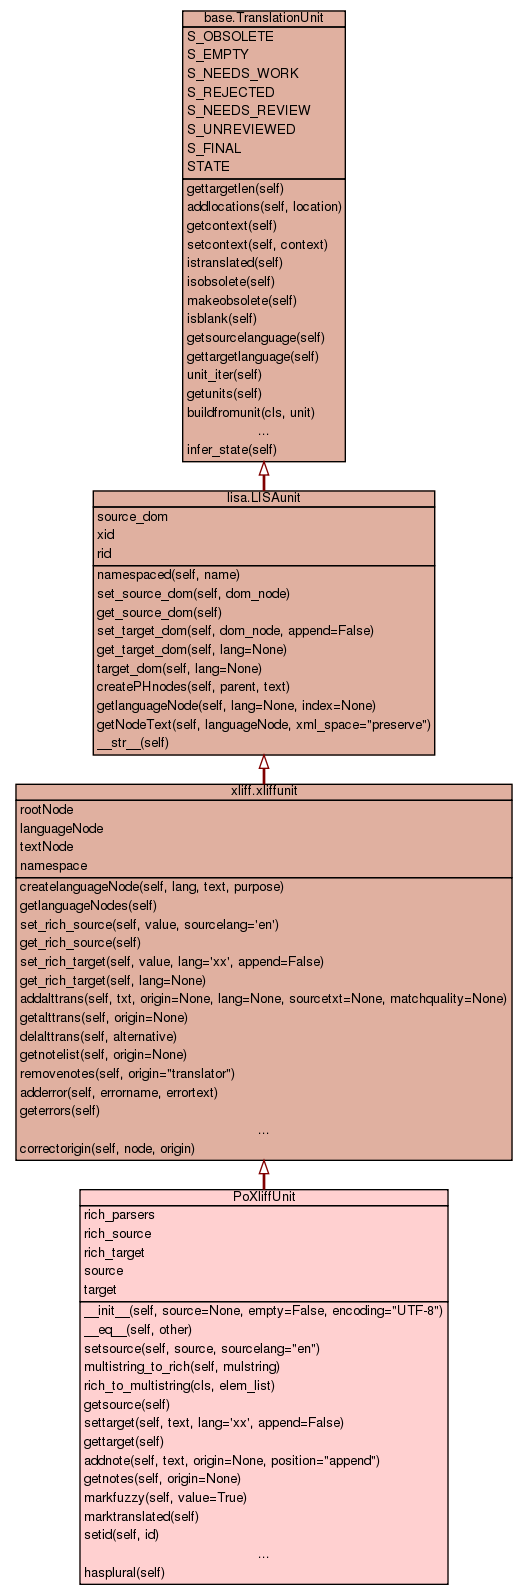 base.TranslationUnit
S_OBSOLETE
S_EMPTY
S_NEEDS_WORK
S_REJECTED
S_NEEDS_REVIEW
S_UNREVIEWED
S_FINAL
STATE
gettargetlen(self)
addlocations(self, location)
getcontext(self)
setcontext(self, context)
istranslated(self)
isobsolete(self)
makeobsolete(self)
isblank(self)
getsourcelanguage(self)
gettargetlanguage(self)
unit_iter(self)
getunits(self)
buildfromunit(cls, unit)
...
infer_state(self)
lisa.LISAunit
source_dom
xid
rid
namespaced(self, name)
set_source_dom(self, dom_node)
get_source_dom(self)
set_target_dom(self, dom_node, append=False)
get_target_dom(self, lang=None)
target_dom(self, lang=None)
createPHnodes(self, parent, text)
getlanguageNode(self, lang=None, index=None)
getNodeText(self, languageNode, xml_space="preserve")
__str__(self)
xliff.xliffunit
rootNode
languageNode
textNode
namespace
createlanguageNode(self, lang, text, purpose)
getlanguageNodes(self)
set_rich_source(self, value, sourcelang='en')
get_rich_source(self)
set_rich_target(self, value, lang='xx', append=False)
get_rich_target(self, lang=None)
addalttrans(self, txt, origin=None, lang=None, sourcetxt=None, matchquality=None)
getalttrans(self, origin=None)
delalttrans(self, alternative)
getnotelist(self, origin=None)
removenotes(self, origin="translator")
adderror(self, errorname, errortext)
geterrors(self)
...
correctorigin(self, node, origin)
PoXliffUnit
rich_parsers
rich_source
rich_target
source
target
__init__(self, source=None, empty=False, encoding="UTF-8")
__eq__(self, other)
setsource(self, source, sourcelang="en")
multistring_to_rich(self, mulstring)
rich_to_multistring(cls, elem_list)
getsource(self)
settarget(self, text, lang='xx', append=False)
gettarget(self)
addnote(self, text, origin=None, position="append")
getnotes(self, origin=None)
markfuzzy(self, value=True)
marktranslated(self)
setid(self, id)
...
hasplural(self)